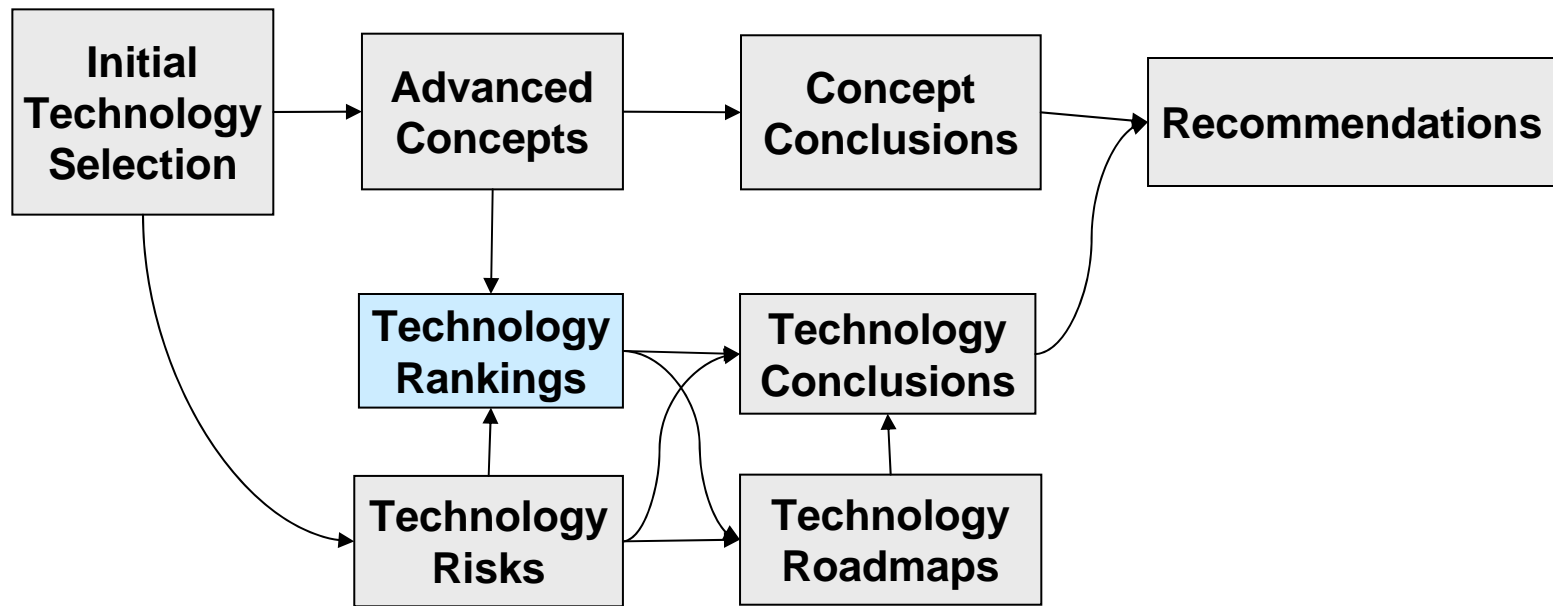 Initial
Technology
Selection
Advanced
Concepts
Concept
Conclusions
Recommendations
Technology
Rankings
Technology
Conclusions
Technology
Risks
Technology
Roadmaps